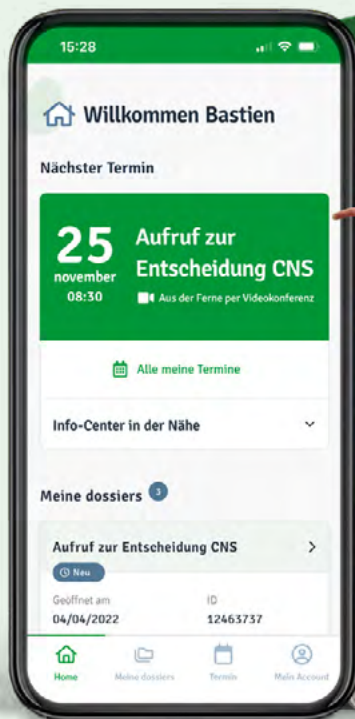 15:28
Willkommen Bastien
Nächster Termin
25
november
08:30
Aufruf zur
Entscheidung CNS
Aus der Ferne per Videokonferenz
Alle meine Termine
Info-Center in der Nähe
Meine dossiers 3
Aufruf zur Entscheidung CNS
Neu
Geöffnet am
ID
04/04/2022
12463737
Home
Meine dossiers
Termin
Malin Account